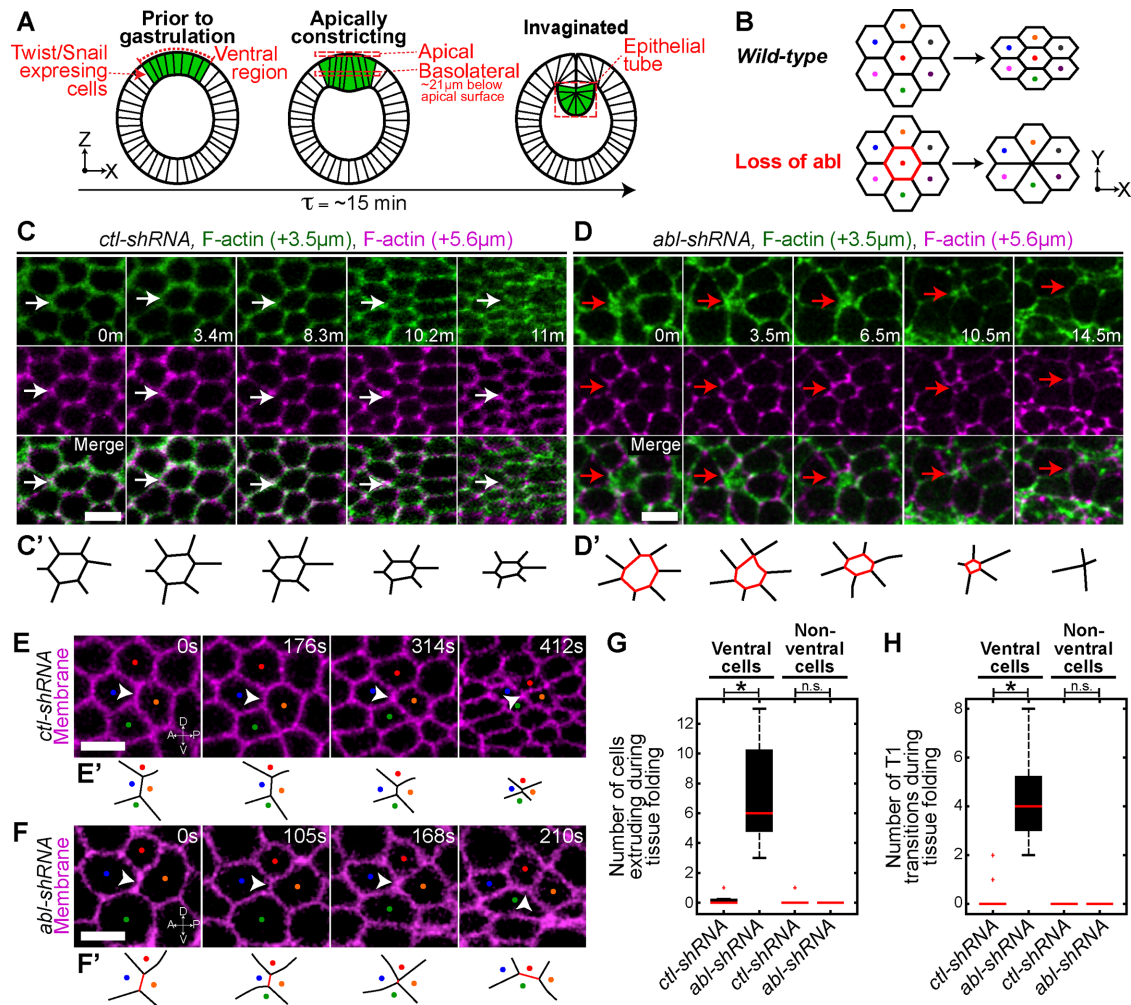 A
Prior to
gastrulation
Apically
constricting
Invaginated
Twist/Snail
expresing
cells
Ventral
region
Apical
Basolateral
~21µm below
apical surface
Epithelial
tube
Z
X
τ = ~15 min
B
Wild-type
Loss of abl
Y
X
C
ctl-shRNA, F-actin (+3.5µm), F-actin (+5.6µm)
0m 3.4m 8.3m 10.2m 11m
Merge
C'
D
abl-shRNA, F-actin (+3.5µm), F-actin (+5.6µm)
0m 3.5m 6.5m 10.5m 14.5m
Merge
D'
E
ctl-shRNA
Membrane
0s 176s 314s 412s
D
A P
V
E'
F
abl-shRNA
Membrane
0s 105s 168s 210s
D
A P
V
F'
G
Ventral
cells
Non-
ventral
cells
*
n.s.
Number of cells
extruding during
tissue folding
12
10
8
6
4
2
0
ctl-shRNA
abl-shRNA
ctl-shRNA
abl-shRNA
H
Ventral
cells
Non-
ventral
cells
*
n.s.
Number of T1
transitions during
tissue folding
8
6
4
2
0
ctl-shRNA
abl-shRNA
ctl-shRNA
abl-shRNA